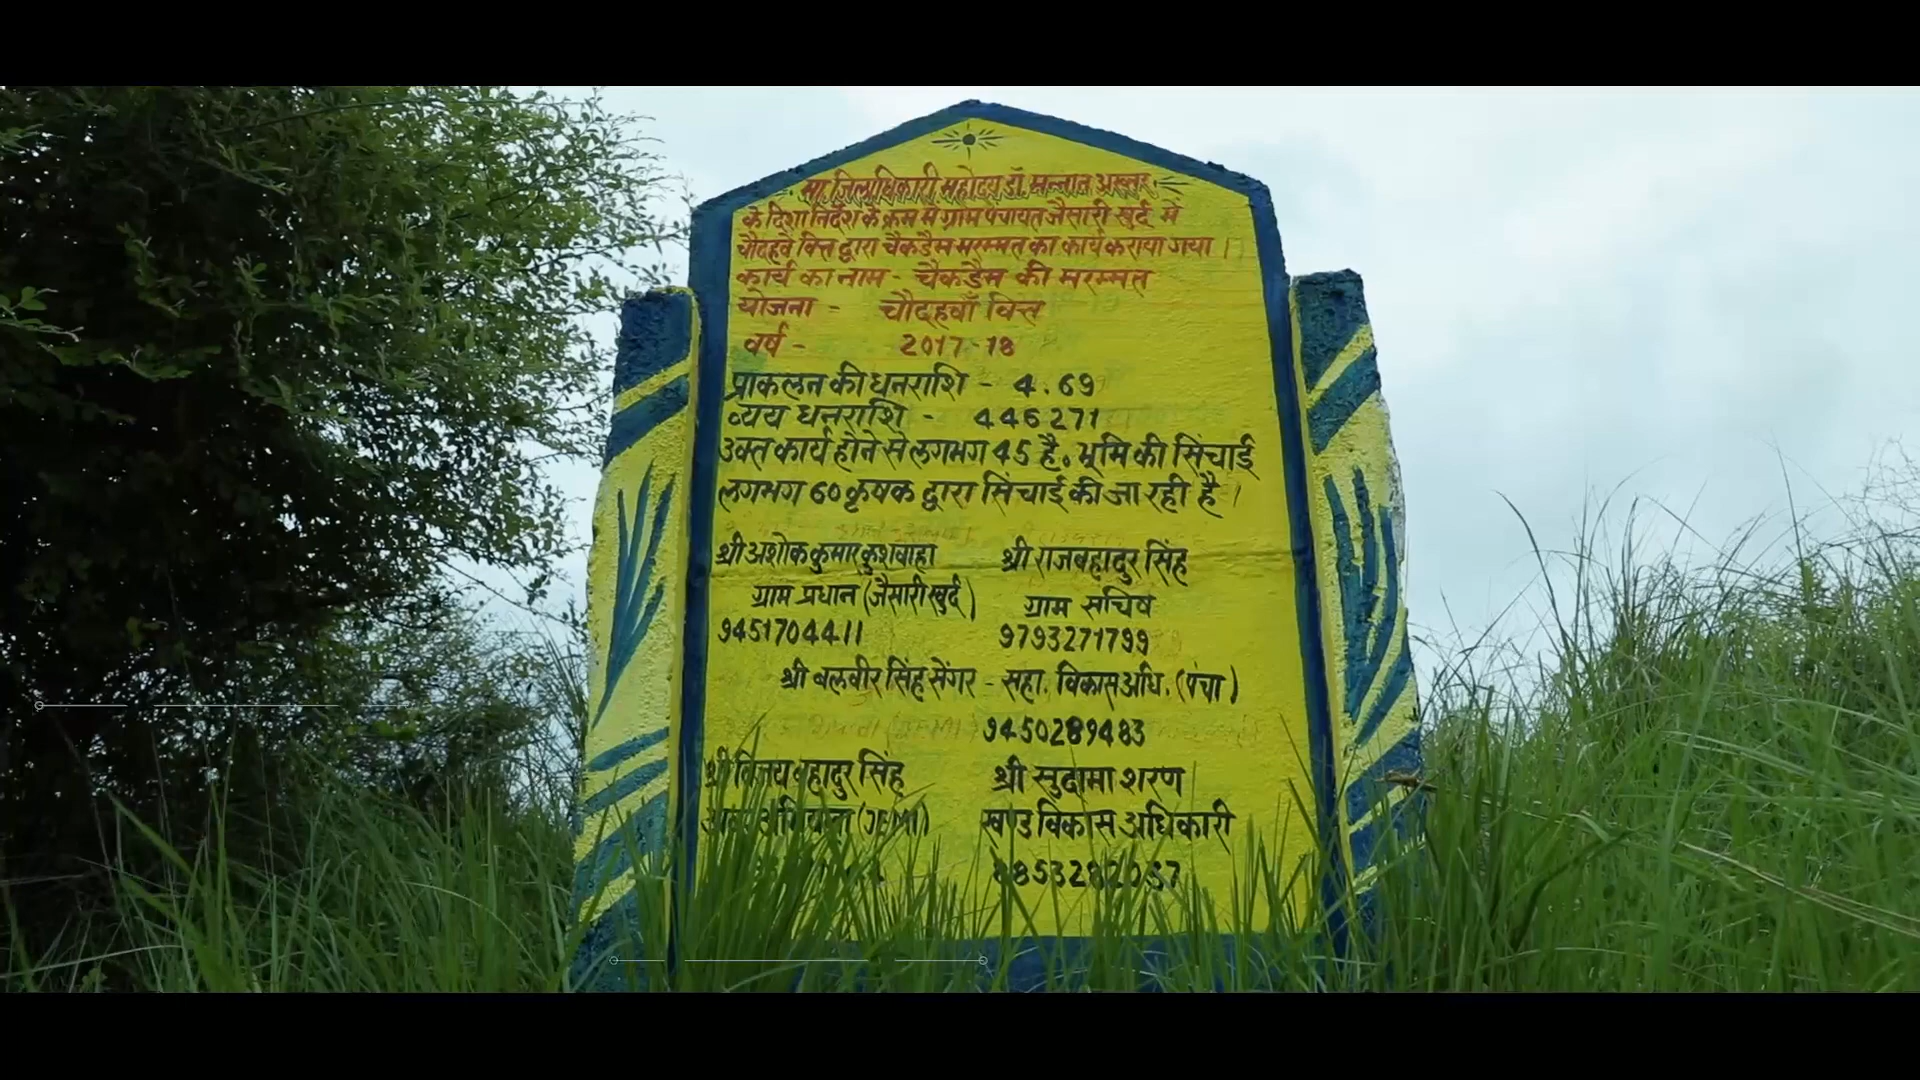 मा. जिलाधिकारी महोदय डॉ. मन्नान अख्तर
के दिशा निर्देश के क्रम में ग्राम पंचायत जैसारी खुर्द में
चौदहवें वित्त द्वारा चैकडैम मरम्मत का कार्य कराया गया ।
कार्य का नाम - चैकडैम की मरम्मत
योजना - चौदहवाँ वित्त
वर्ष - 2017-18
प्राकलन की धनराशि - 4.69
व्यय धनराशि - 446271
उक्त कार्य होने से लगभग 45 है० भूमि की सिंचाई
लगभग 60 कृषक द्वारा सिंचाई की जा रही है ।
श्री अशोक कुमार कुशवाहा
ग्राम प्रधान (जैसारी खुर्द)
9451704411
श्री राजबहादुर सिंह
ग्राम सचिव
9793271799
श्री बलवीर सिंह सेंगर - सहा. विकास अधि. (पंचा)
9450289483
श्री विजय बहादुर सिंह
श्री सुदामा शरण
खण्ड विकास अधिकारी